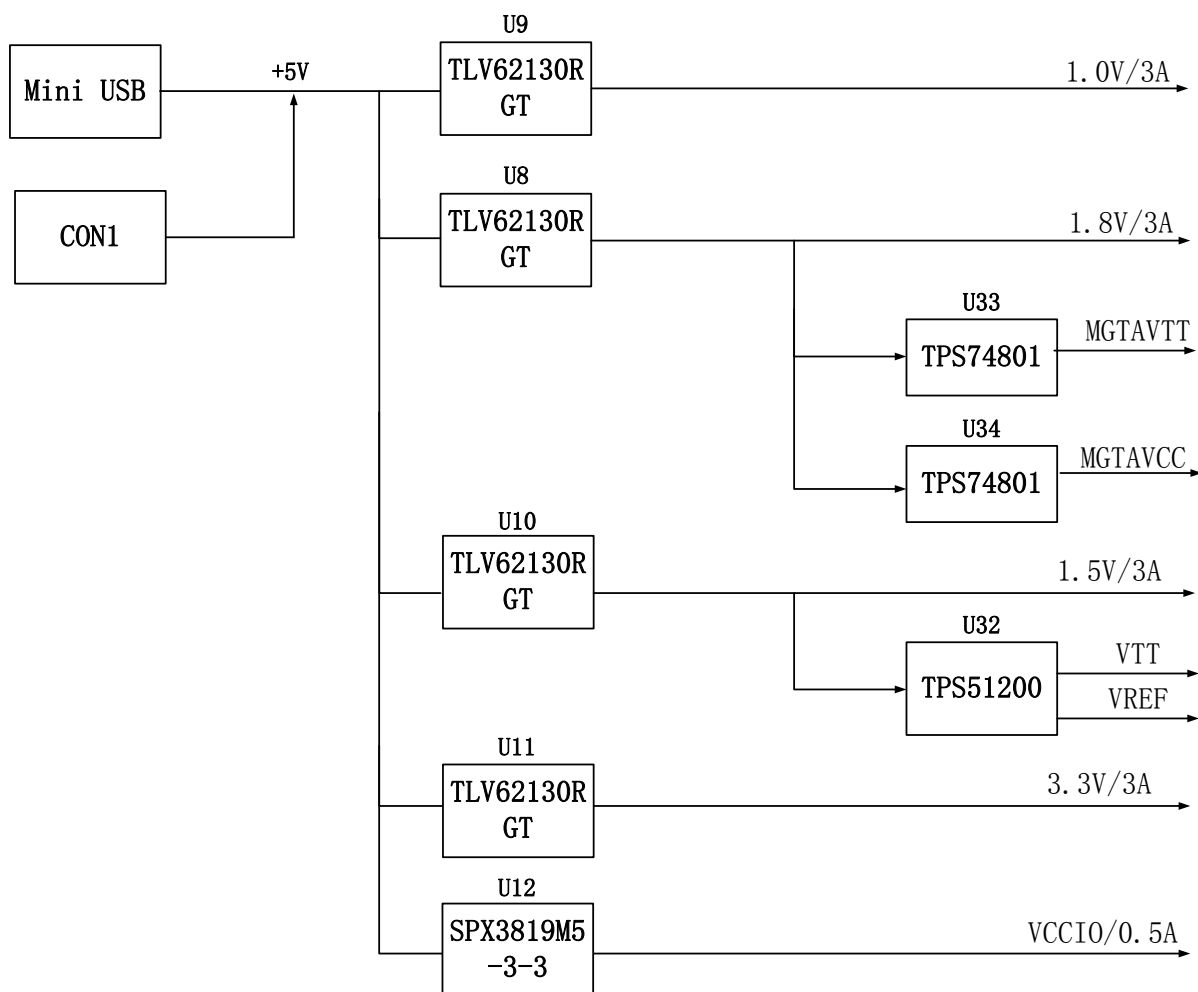 U9
Mini USB
+5V
TLV62130R
GT
1.0V/3A
U8
CON1
TLV62130R
GT
1.8V/3A
U33
TPS74801
MGTAVTT
U34
TPS74801
MGTAVCC
U10
TLV62130R
GT
1.5V/3A
U32
TPS51200
VTT
VREF
U11
TLV62130R
GT
3.3V/3A
U12
SPX3819M5
-3-3
VCCIO/0.5A